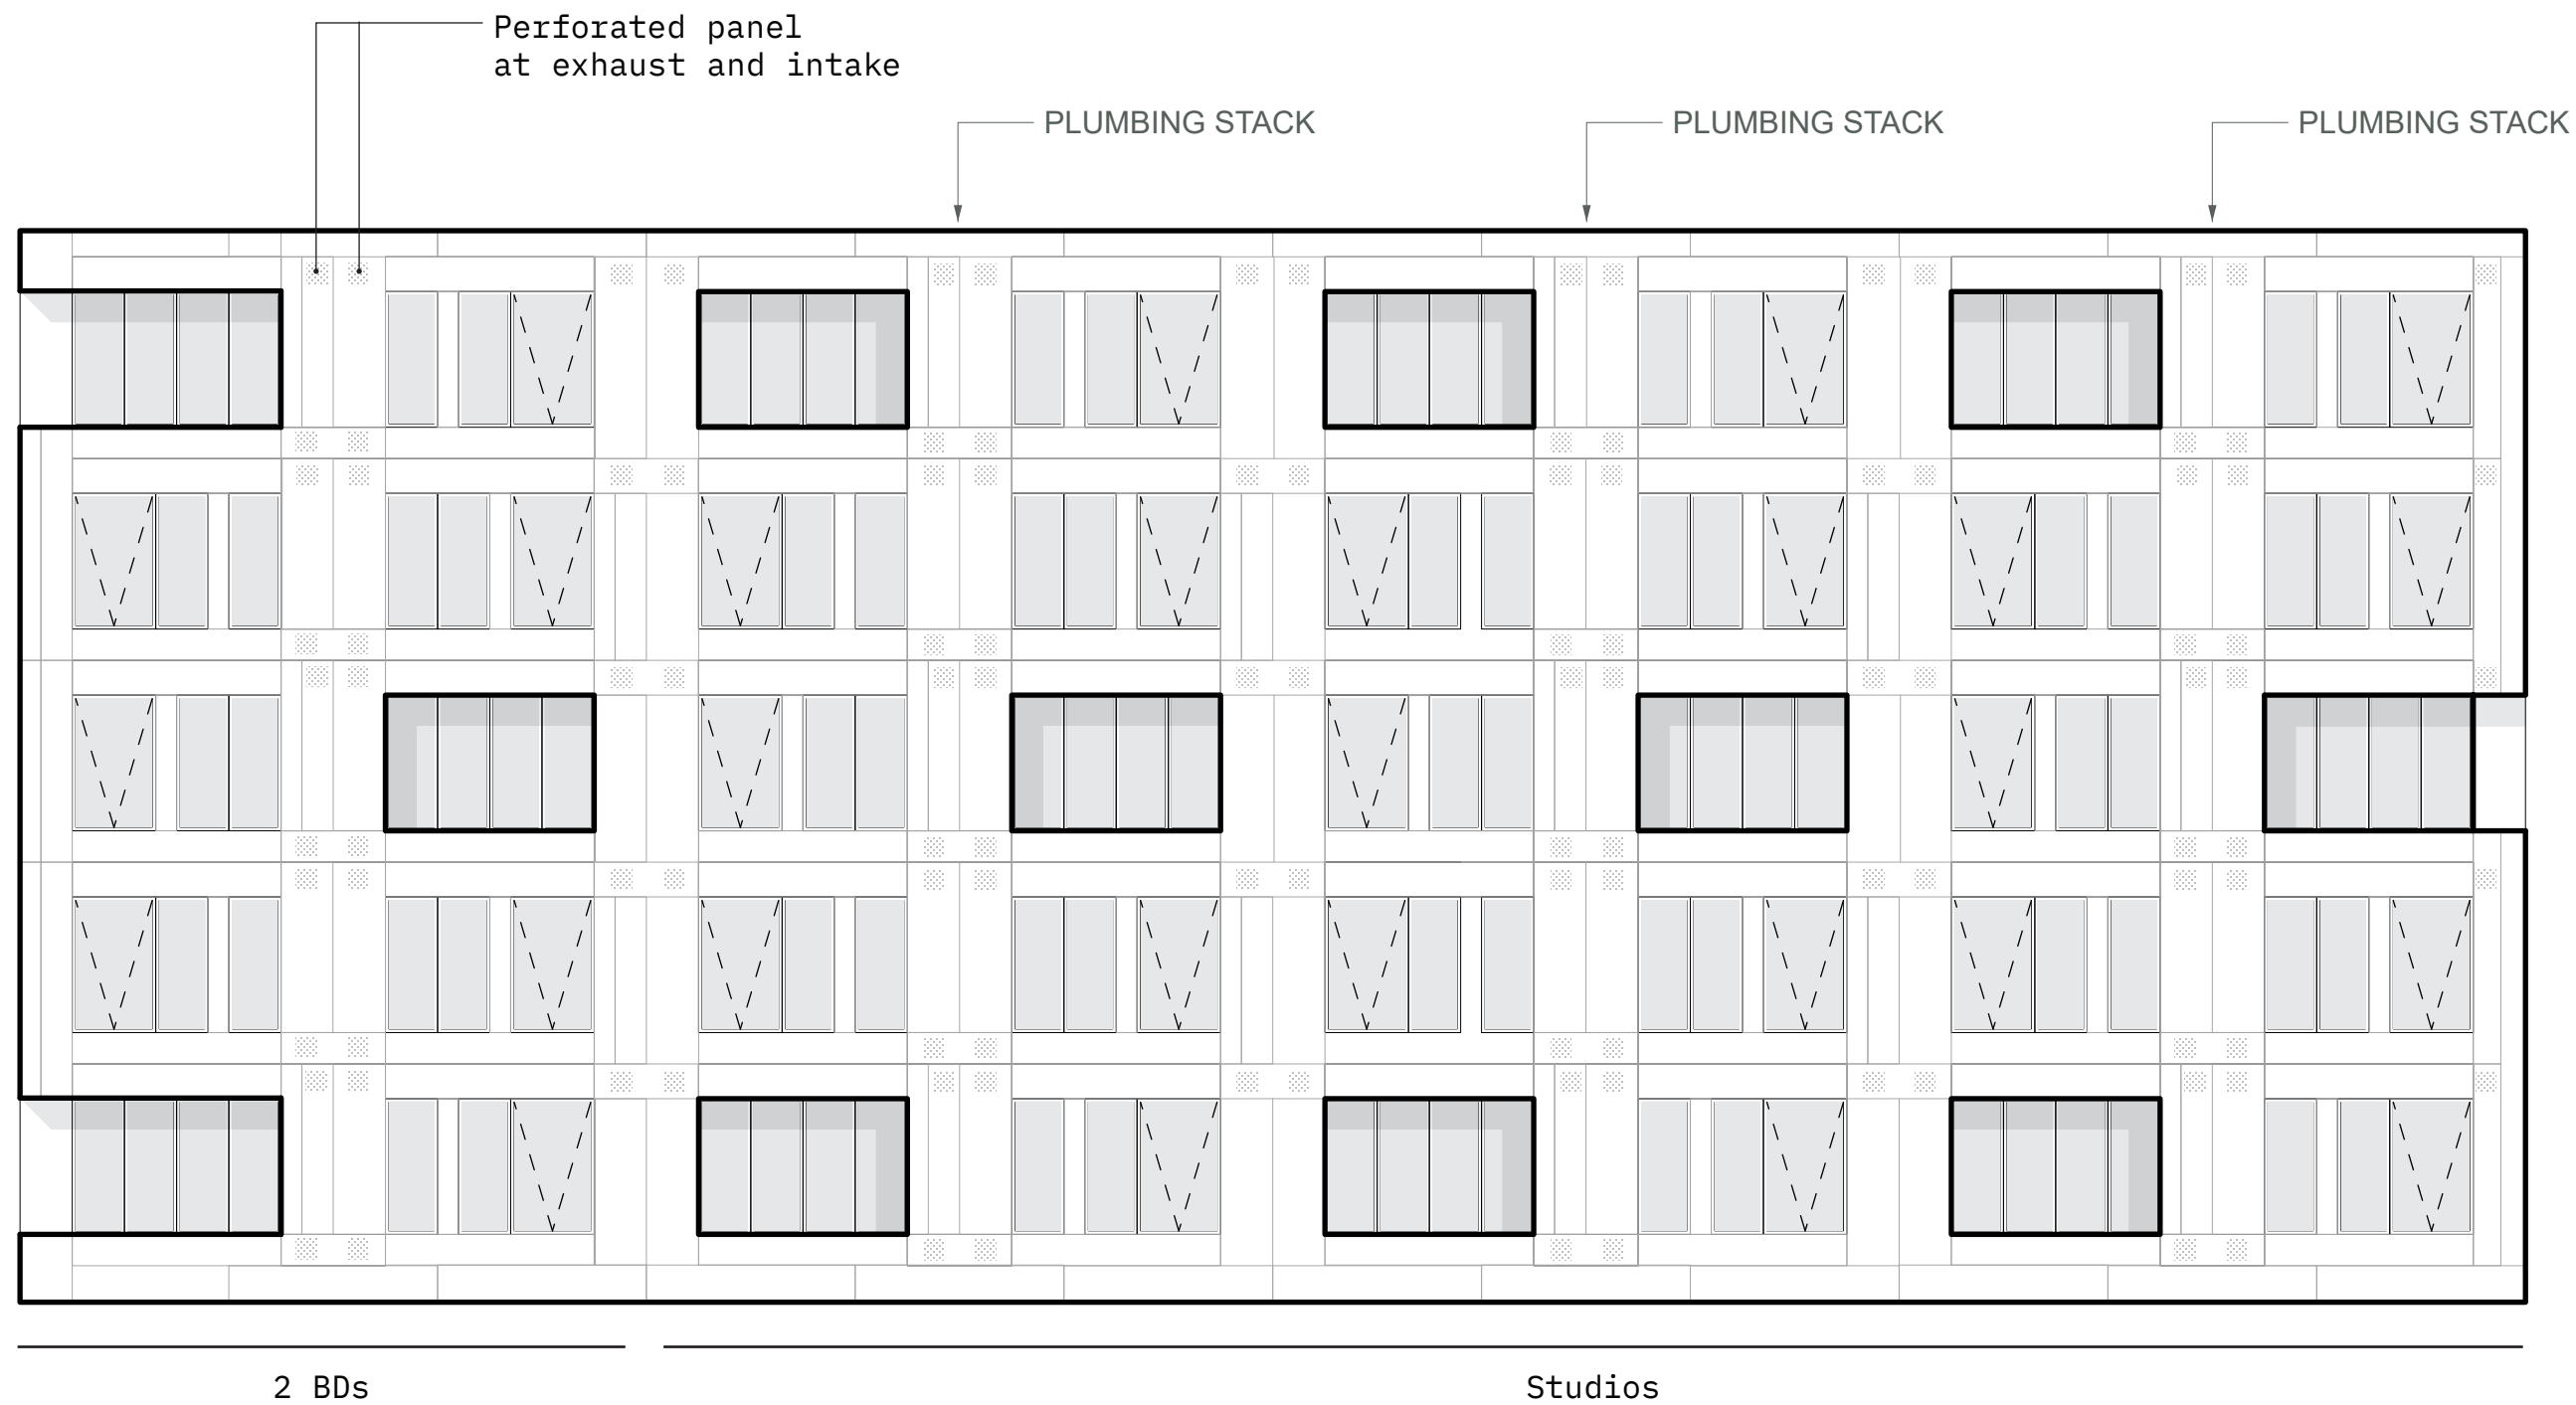 Perforated panel
at exhaust and intake
PLUMBING STACK
PLUMBING STACK
PLUMBING STACK
2 BDs
Studios